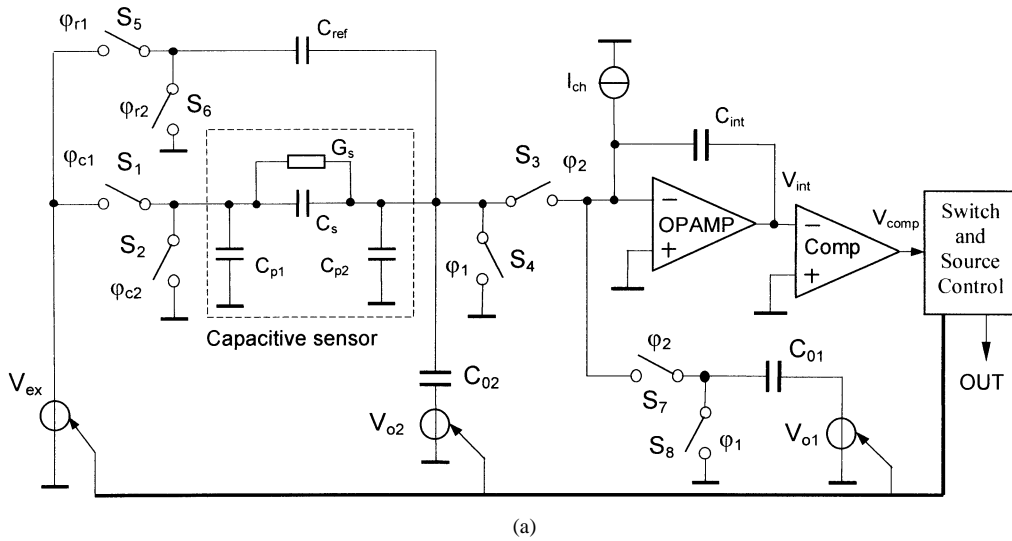 φr1 S5 Cref
φr2 S6
Ich
Cint
φc1 S1 Gs S3 φ2
Vint
S2 Cs
φc2 Cp1 Cp2 φ1 S4
− OPAMP +
− Comp +
Vcomp
Switch and Source Control
Capacitive sensor
Vex
C02
Vo2
φ2 C01
S7
S8 φ1
Vo1
OUT
(a)